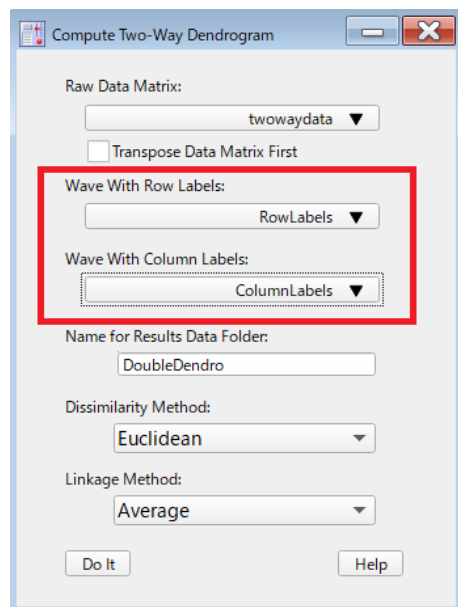 Compute Two-Way Dendrogram
Raw Data Matrix:
twowaydata
Transpose Data Matrix First
Wave With Row Labels:
RowLabels
Wave With Column Labels:
ColumnLabels
Name for Results Data Folder:
DoubleDendro
Dissimilarity Method:
Euclidean
Linkage Method:
Average
Do It
Help